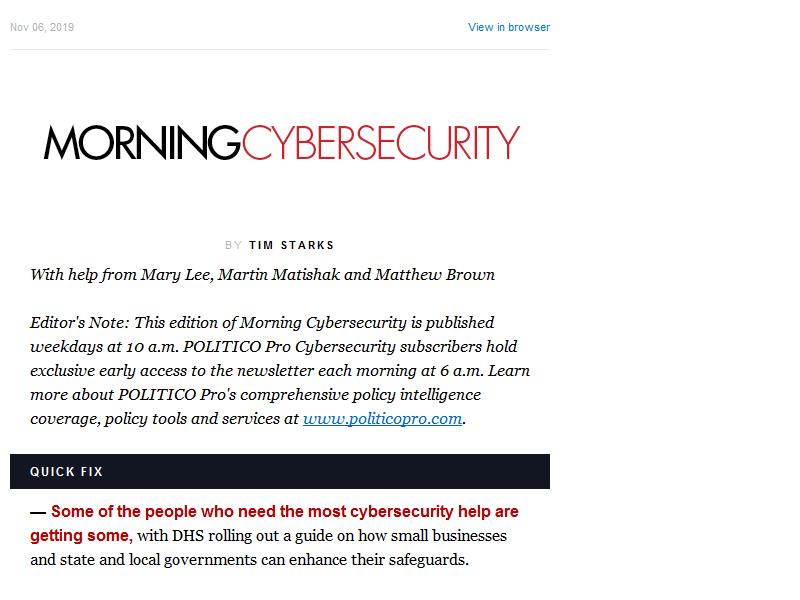 Nov 06, 2019 View in browser
MORNINGCYBERSECURITY
BY TIM STARKS
With help from Mary Lee, Martin Matishak and Matthew Brown
Editor's Note: This edition of Morning Cybersecurity is published
weekdays at 10 a.m. POLITICO Pro Cybersecurity subscribers hold
exclusive early access to the newsletter each morning at 6 a.m. Learn
more about POLITICO Pro's comprehensive policy intelligence
coverage, policy tools and services at www.politicopro.com.
QUICK FIX
— Some of the people who need the most cybersecurity help are
getting some, with DHS rolling out a guide on how small businesses
and state and local governments can enhance their safeguards.